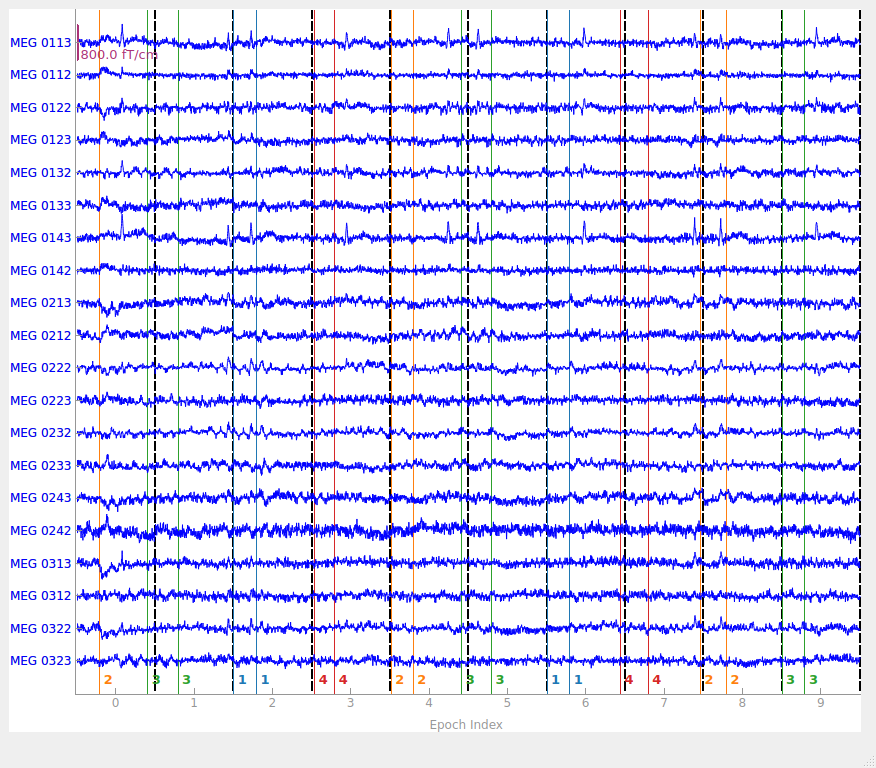 MEG 0113
800.0 fT/cm
MEG 0112
MEG 0122
MEG 0123
MEG 0132
MEG 0133
MEG 0143
MEG 0142
MEG 0213
MEG 0212
MEG 0222
MEG 0223
MEG 0232
MEG 0233
MEG 0243
MEG 0242
MEG 0313
MEG 0312
MEG 0322
MEG 0323
2 3 3 1 1 4 4 2 2 3 3 1 1 4 4 2 2 3 3
0 1 2 3 4 5 6 7 8 9
Epoch Index